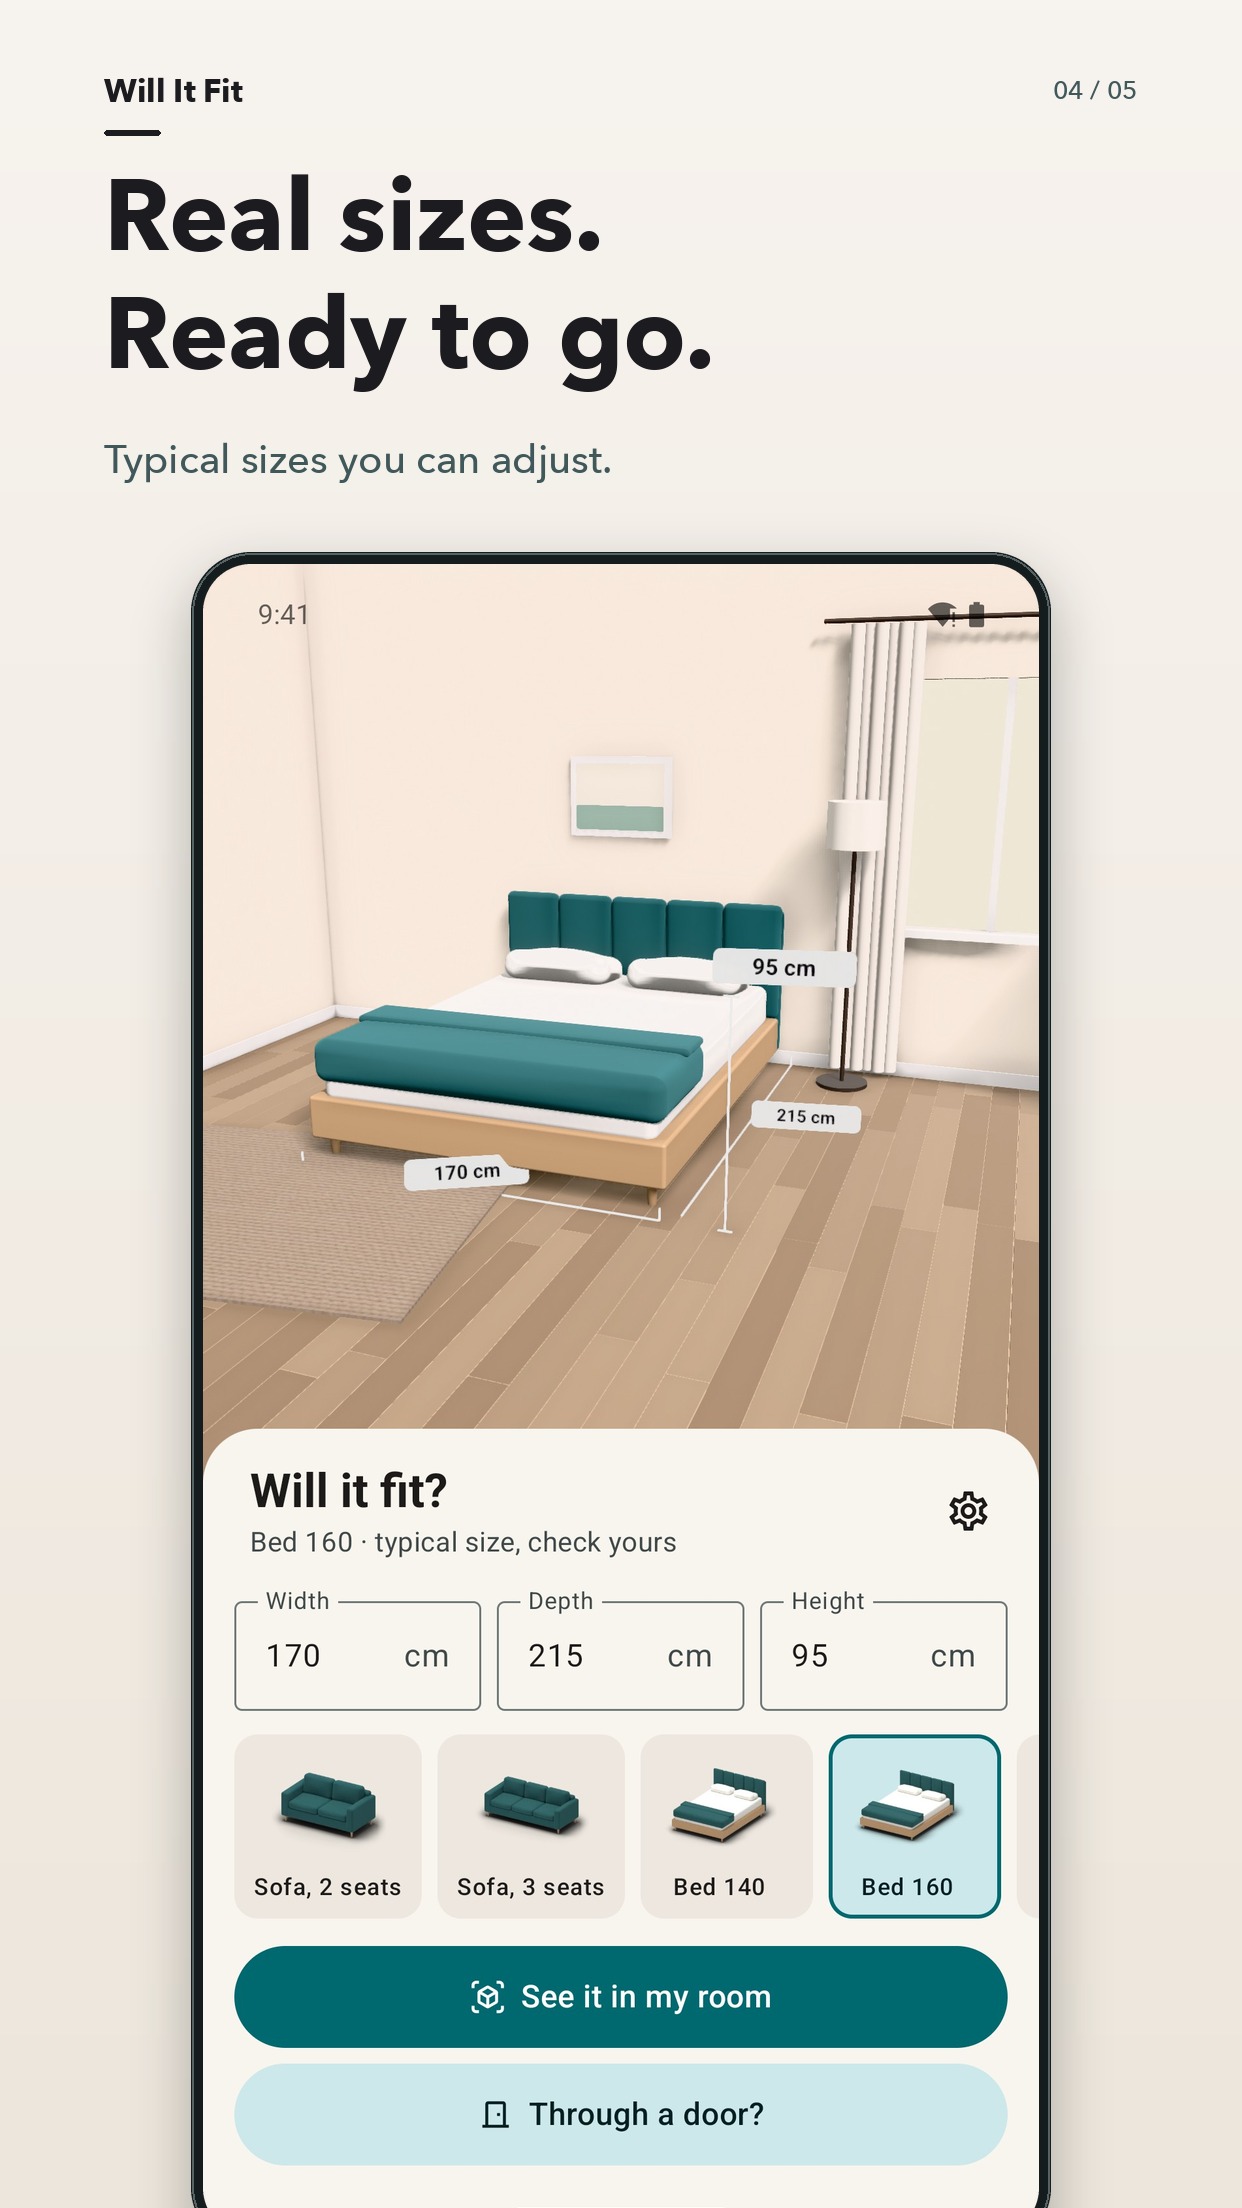 Will It Fit
04 / 05
Real sizes.
Ready to go.
Typical sizes you can adjust.
9:41
95 cm
215 cm
170 cm
Will it fit?
Bed 160 · typical size, check yours
Width
Depth
Height
170 cm
215 cm
95 cm
Sofa, 2 seats
Sofa, 3 seats
Bed 140
Bed 160
See it in my room
Through a door?